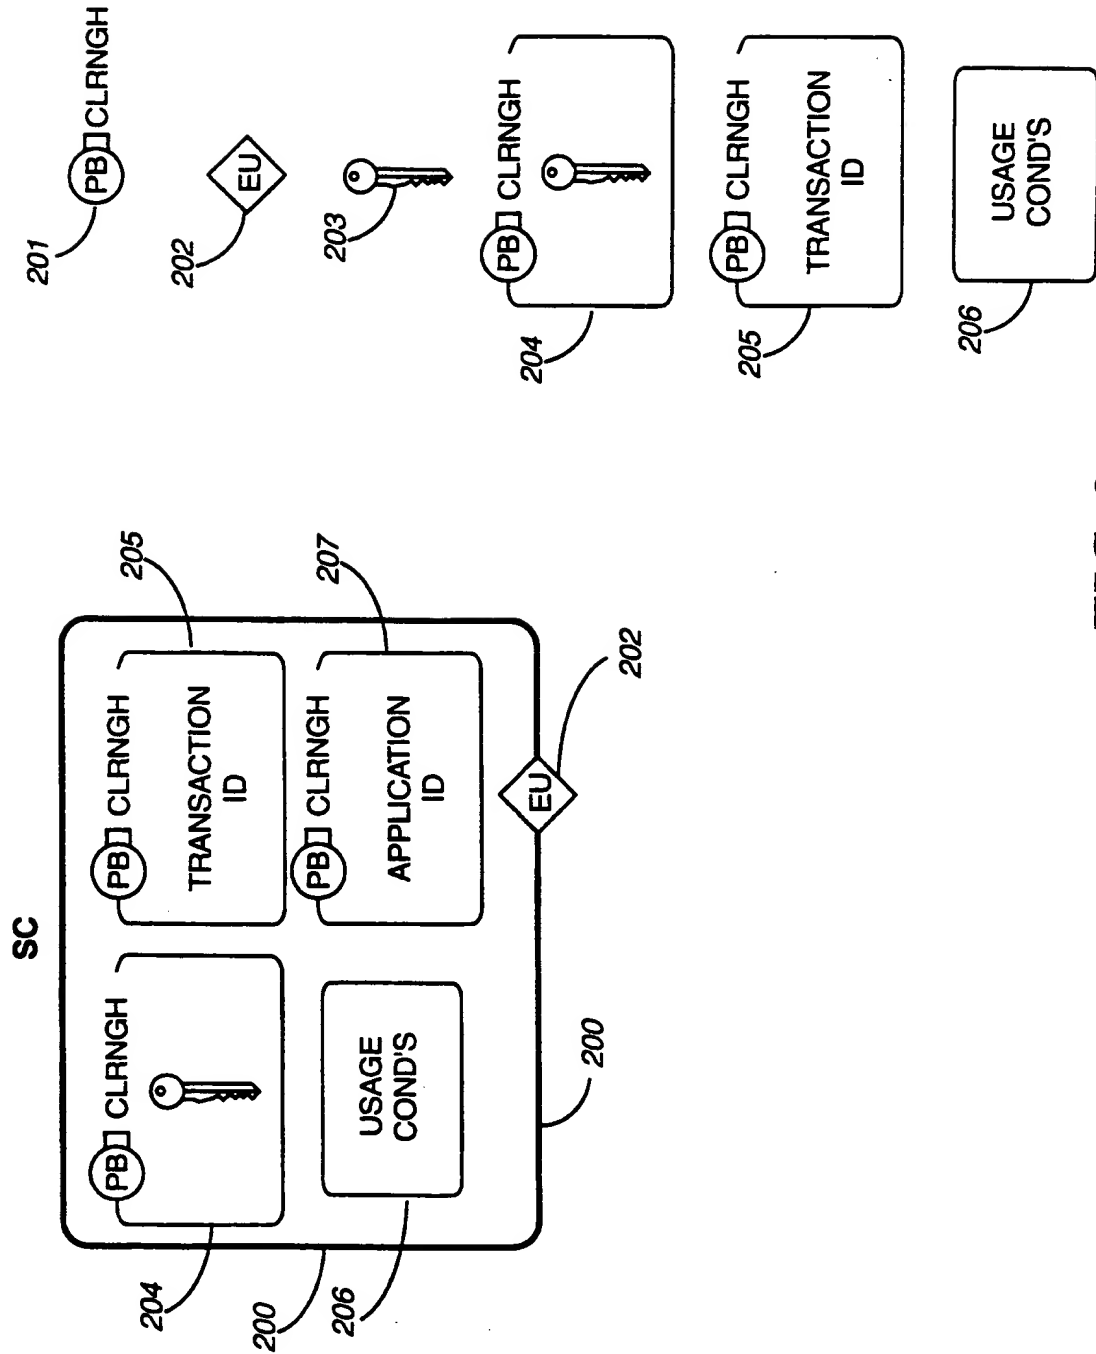 SC
204
PB CLRNGH
PB CLRNGH
TRANSACTION
ID
205
200
206
USAGE
COND'S
PB CLRNGH
APPLICATION
ID
207
EU
200
202
201
PB CLRNGH
202
EU
203
204
PB CLRNGH
205
PB CLRNGH
TRANSACTION
ID
206
USAGE
COND'S